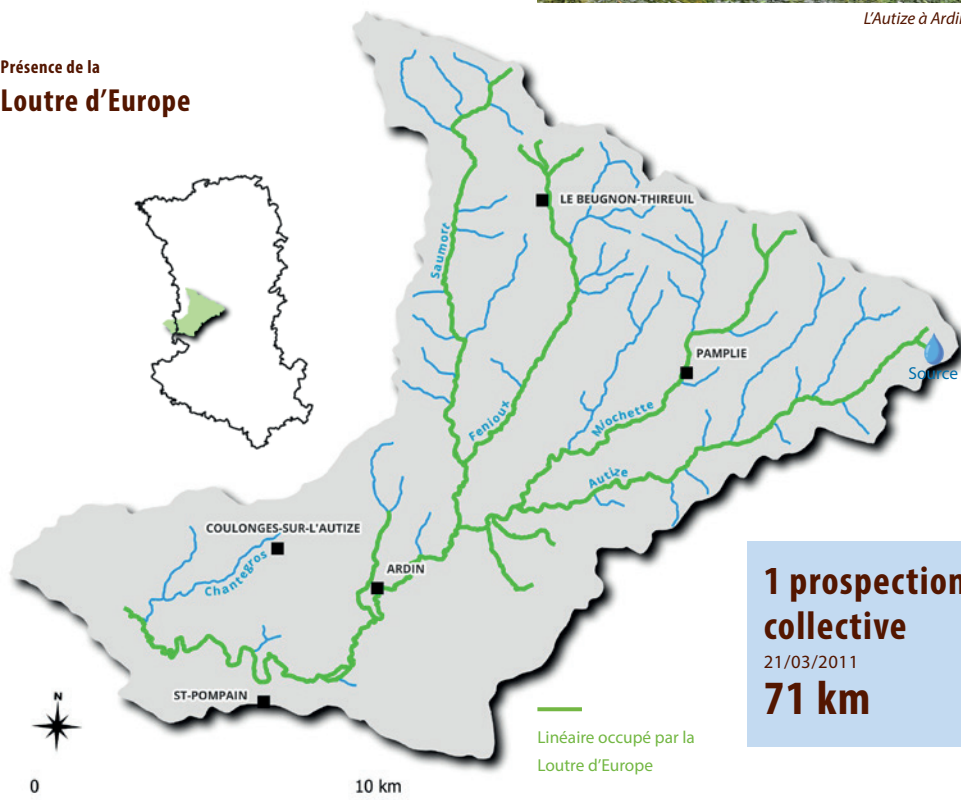 L'Autize à Ardin
Présence de la
Loutre d'Europe
LE BEUGNON-THIREUIL
Saumort
PAMPLIE
Source
Fenioux
Miochette
Autize
COULONGES-SUR-L'AUTIZE
Chantegros
ARDIN
ST-POMPAIN
N
0 10 km
Linéaire occupé par la
Loutre d'Europe
1 prospection
collective
21/03/2011
71 km